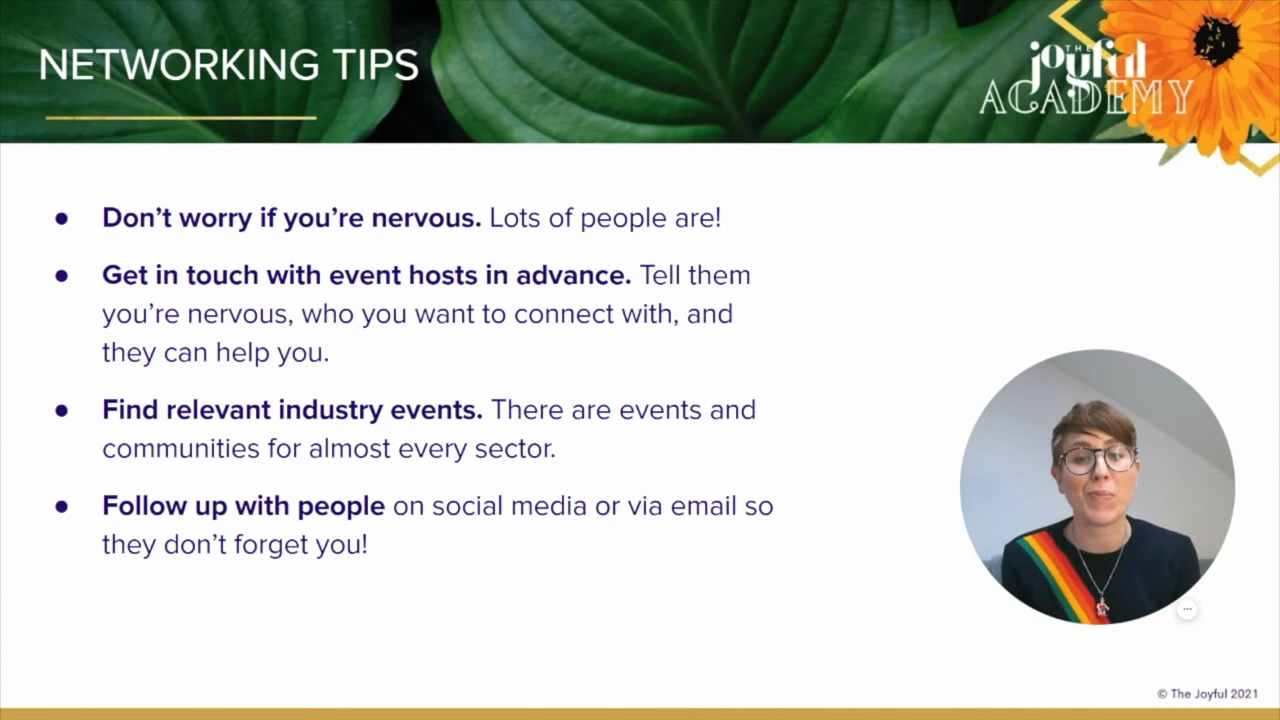 NETWORKING TIPS
THE
joyful
ACADEMY
● Don’t worry if you’re nervous. Lots of people are!
● Get in touch with event hosts in advance. Tell them
you’re nervous, who you want to connect with, and
they can help you.
● Find relevant industry events. There are events and
communities for almost every sector.
● Follow up with people on social media or via email so
they don’t forget you!
© The Joyful 2021